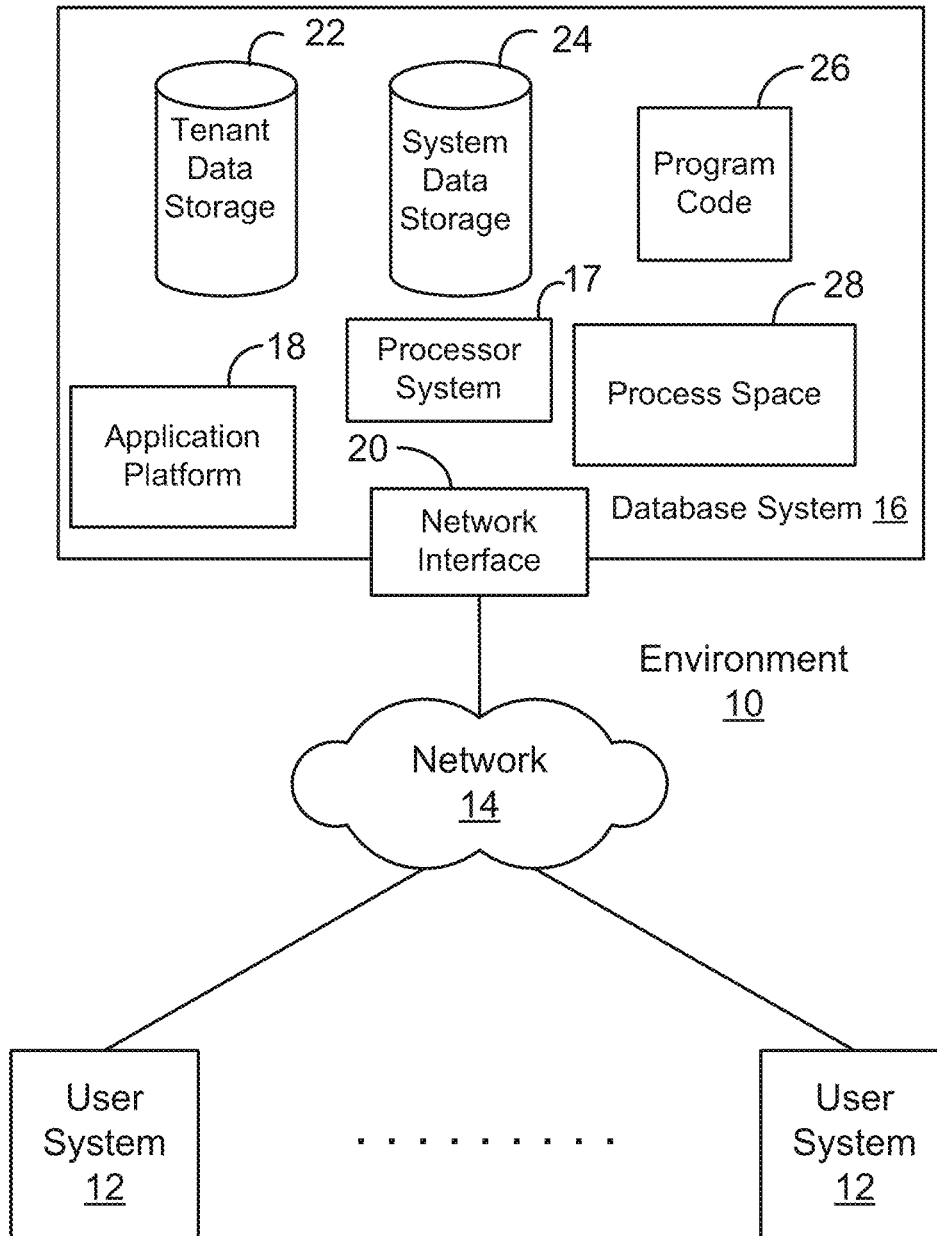 22
24
26
Tenant
Data
Storage
System
Data
Storage
Program
Code
17
28
18
Processor
System
Process Space
Application
Platform
20
Database System 16
Network
Interface
Environment
10
Network
14
User
System
12
.........
User
System
12